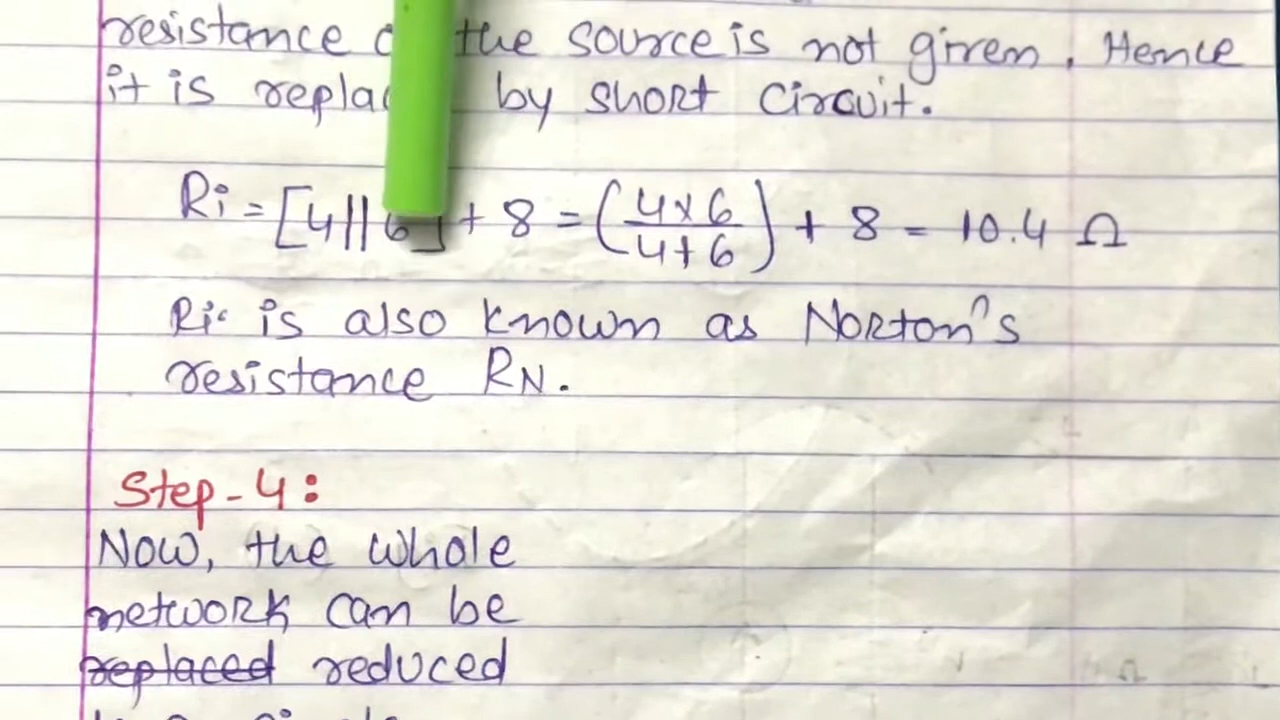 resistance the source is not given. Hence
it is by short circuit.
Ri = [4||6] + 8 = (4×6/4+6) + 8 = 10.4 Ω
Ri is also known as Norton's
resistance RN.
Step-4:
Now, the whole
network can be
replaced reduced